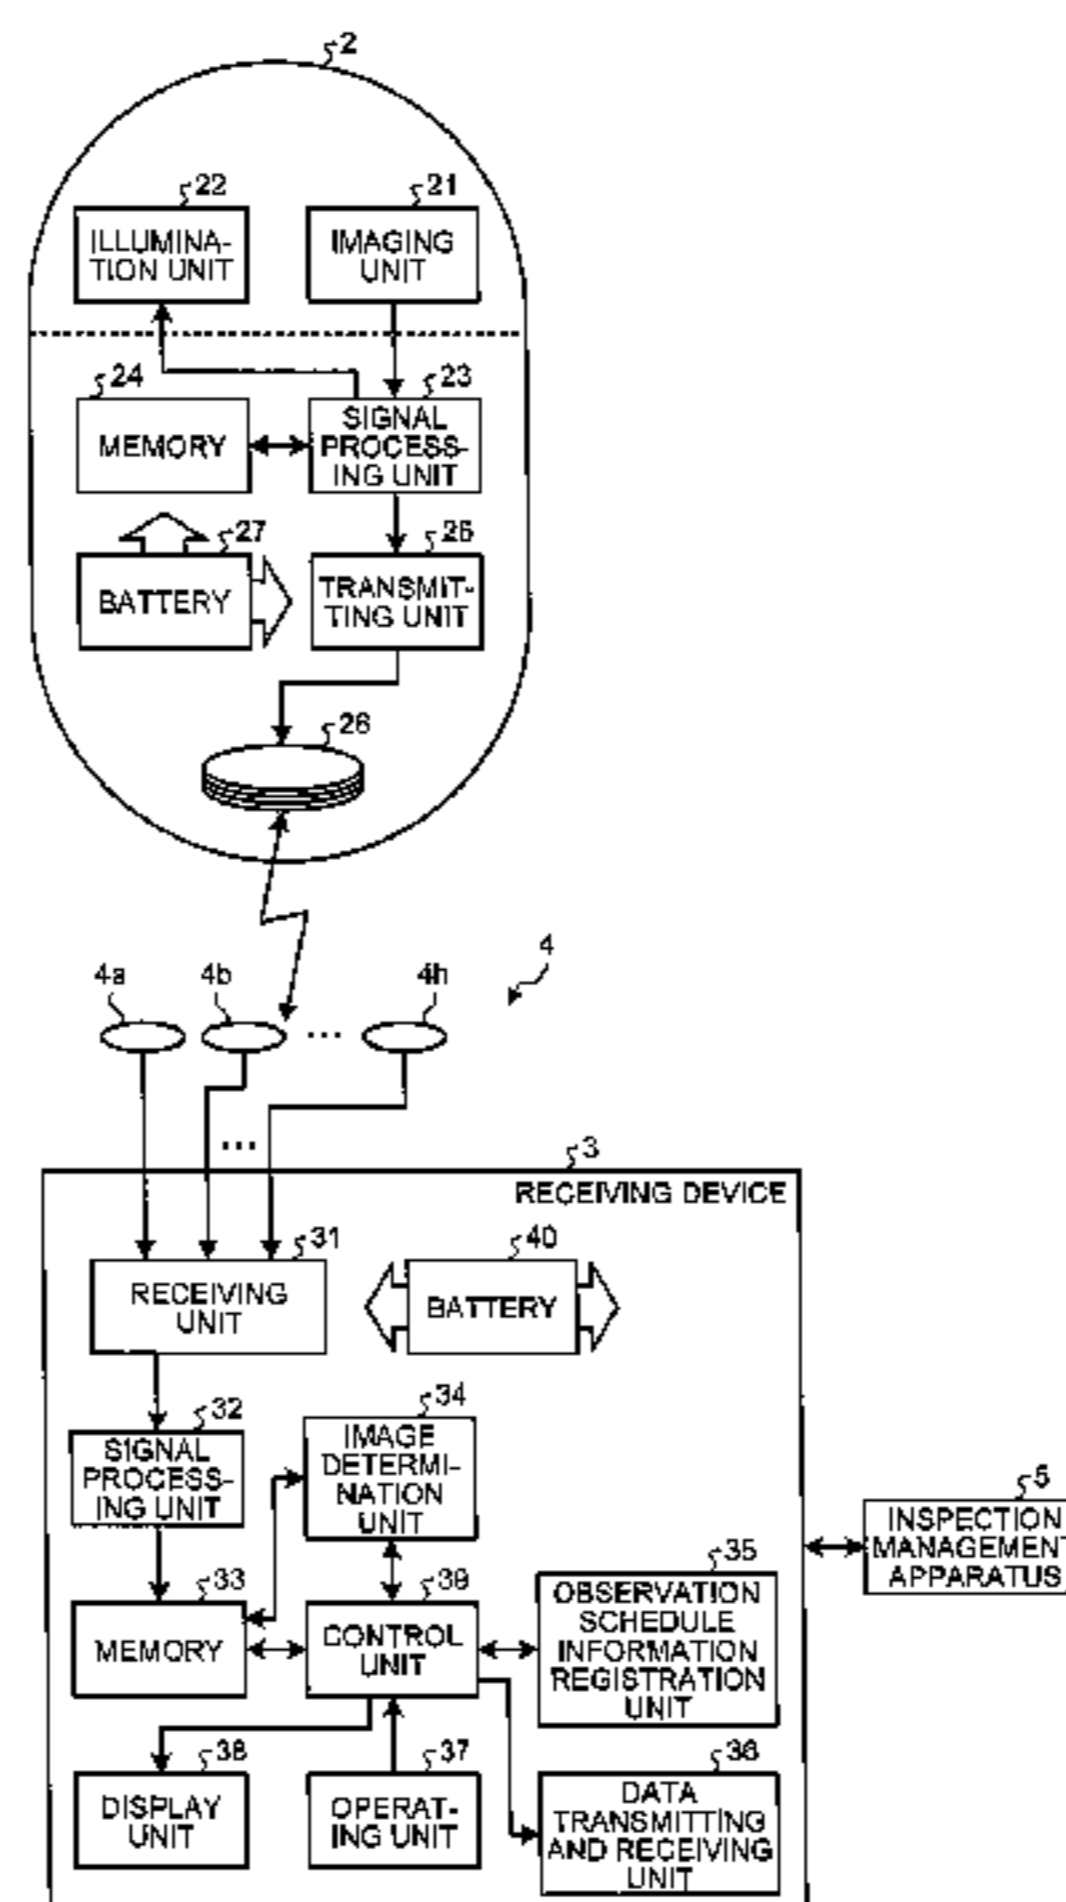 2
22
21
ILLUMINA-
TION UNIT
IMAGING
UNIT
24
23
MEMORY
SIGNAL
PROCESS-
ING UNIT
27
25
BATTERY
TRANSMIT-
TING UNIT
26
4
4a
4b
4h
...
...
3
RECEIVING DEVICE
31
40
RECEIVING
UNIT
BATTERY
32
34
SIGNAL
PROCESS-
ING UNIT
IMAGE
DETERMI-
NATION
UNIT
5
INSPECTION
MANAGEMENT
APPARATUS
33
39
35
MEMORY
CONTROL
UNIT
OBSERVATION
SCHEDULE
INFORMATION
REGISTRATION
UNIT
38
37
36
DISPLAY
UNIT
OPERAT-
ING UNIT
DATA
TRANSMITTING
AND RECEIVING
UNIT